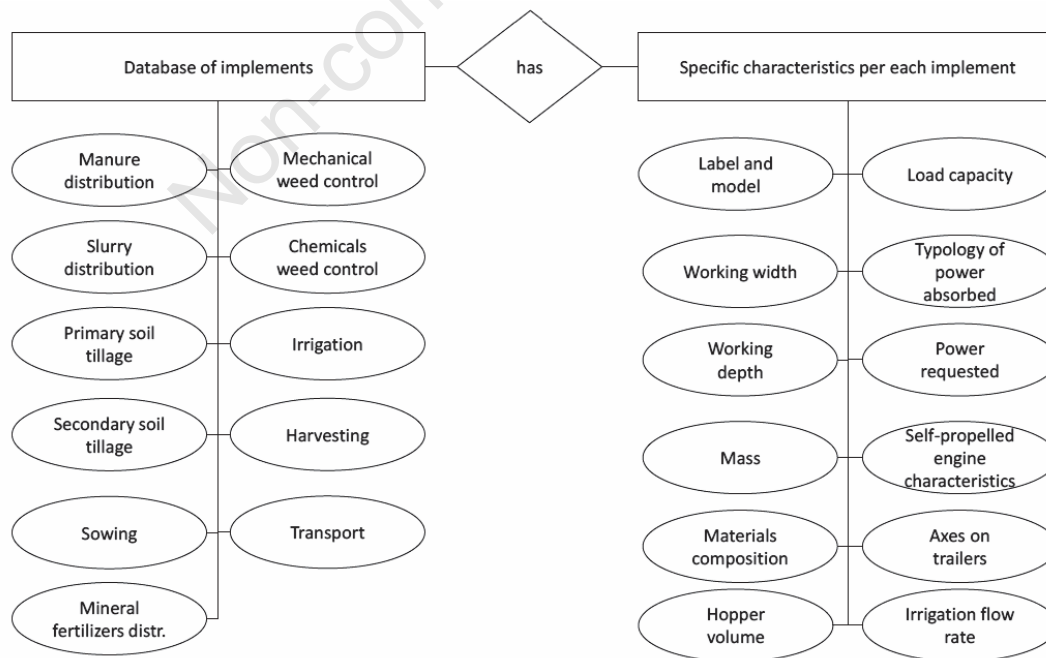 Non-com
Database of implements
has
Specific characteristics per each implement
Manure
distribution
Mechanical
weed control
Slurry
distribution
Chemicals
weed control
Primary soil
tillage
Irrigation
Secondary soil
tillage
Harvesting
Sowing
Transport
Mineral
fertilizers distr.
Label and
model
Load capacity
Working width
Typology of
power
absorbed
Working
depth
Power
requested
Mass
Self-propelled
engine
characteristics
Materials
composition
Axes on
trailers
Hopper
volume
Irrigation flow
rate